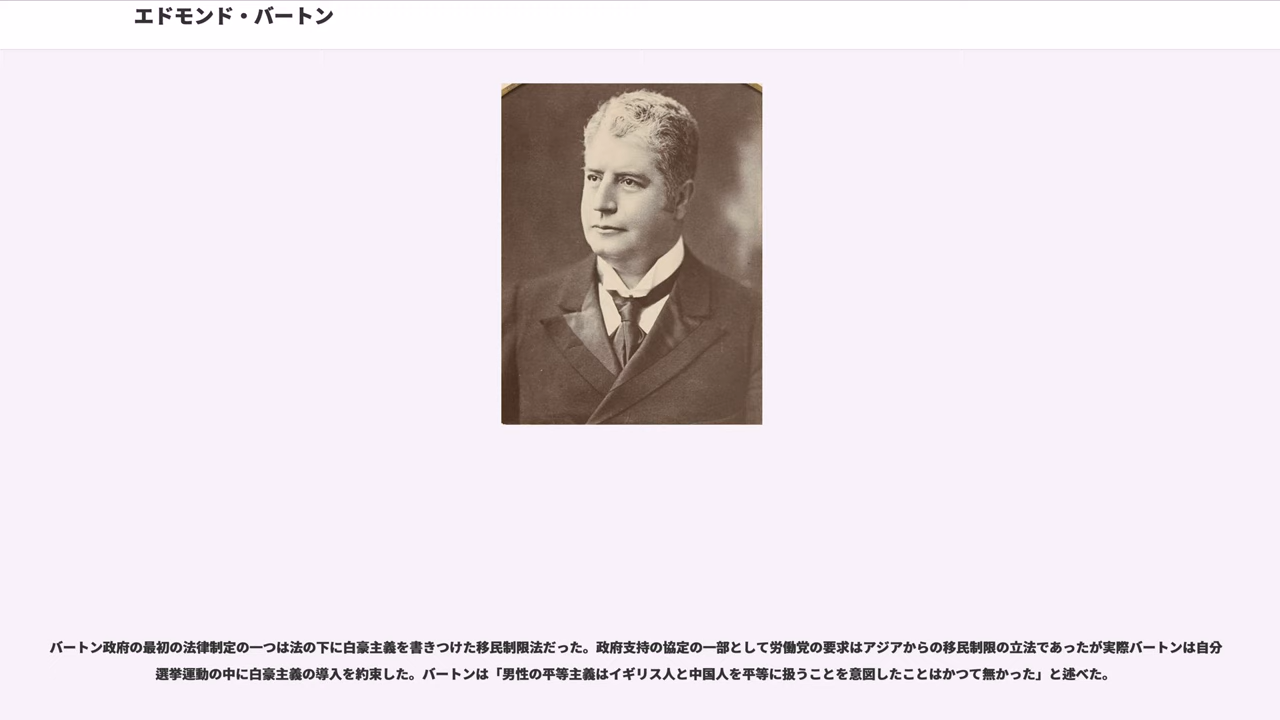 エドモンド・バートン
バートン政府の最初の法律制定の一つは法の下に白豪主義を書きつけた移民制限法だった。政府支持の協定の一部として労働党の要求はアジアからの移民制限の立法であったが実際バートンは自分
選挙運動の中に白豪主義の導入を約束した。バートンは「男性の平等主義はイギリス人と中国人を平等に扱うことを意図したことはかつて無かった」と述べた。